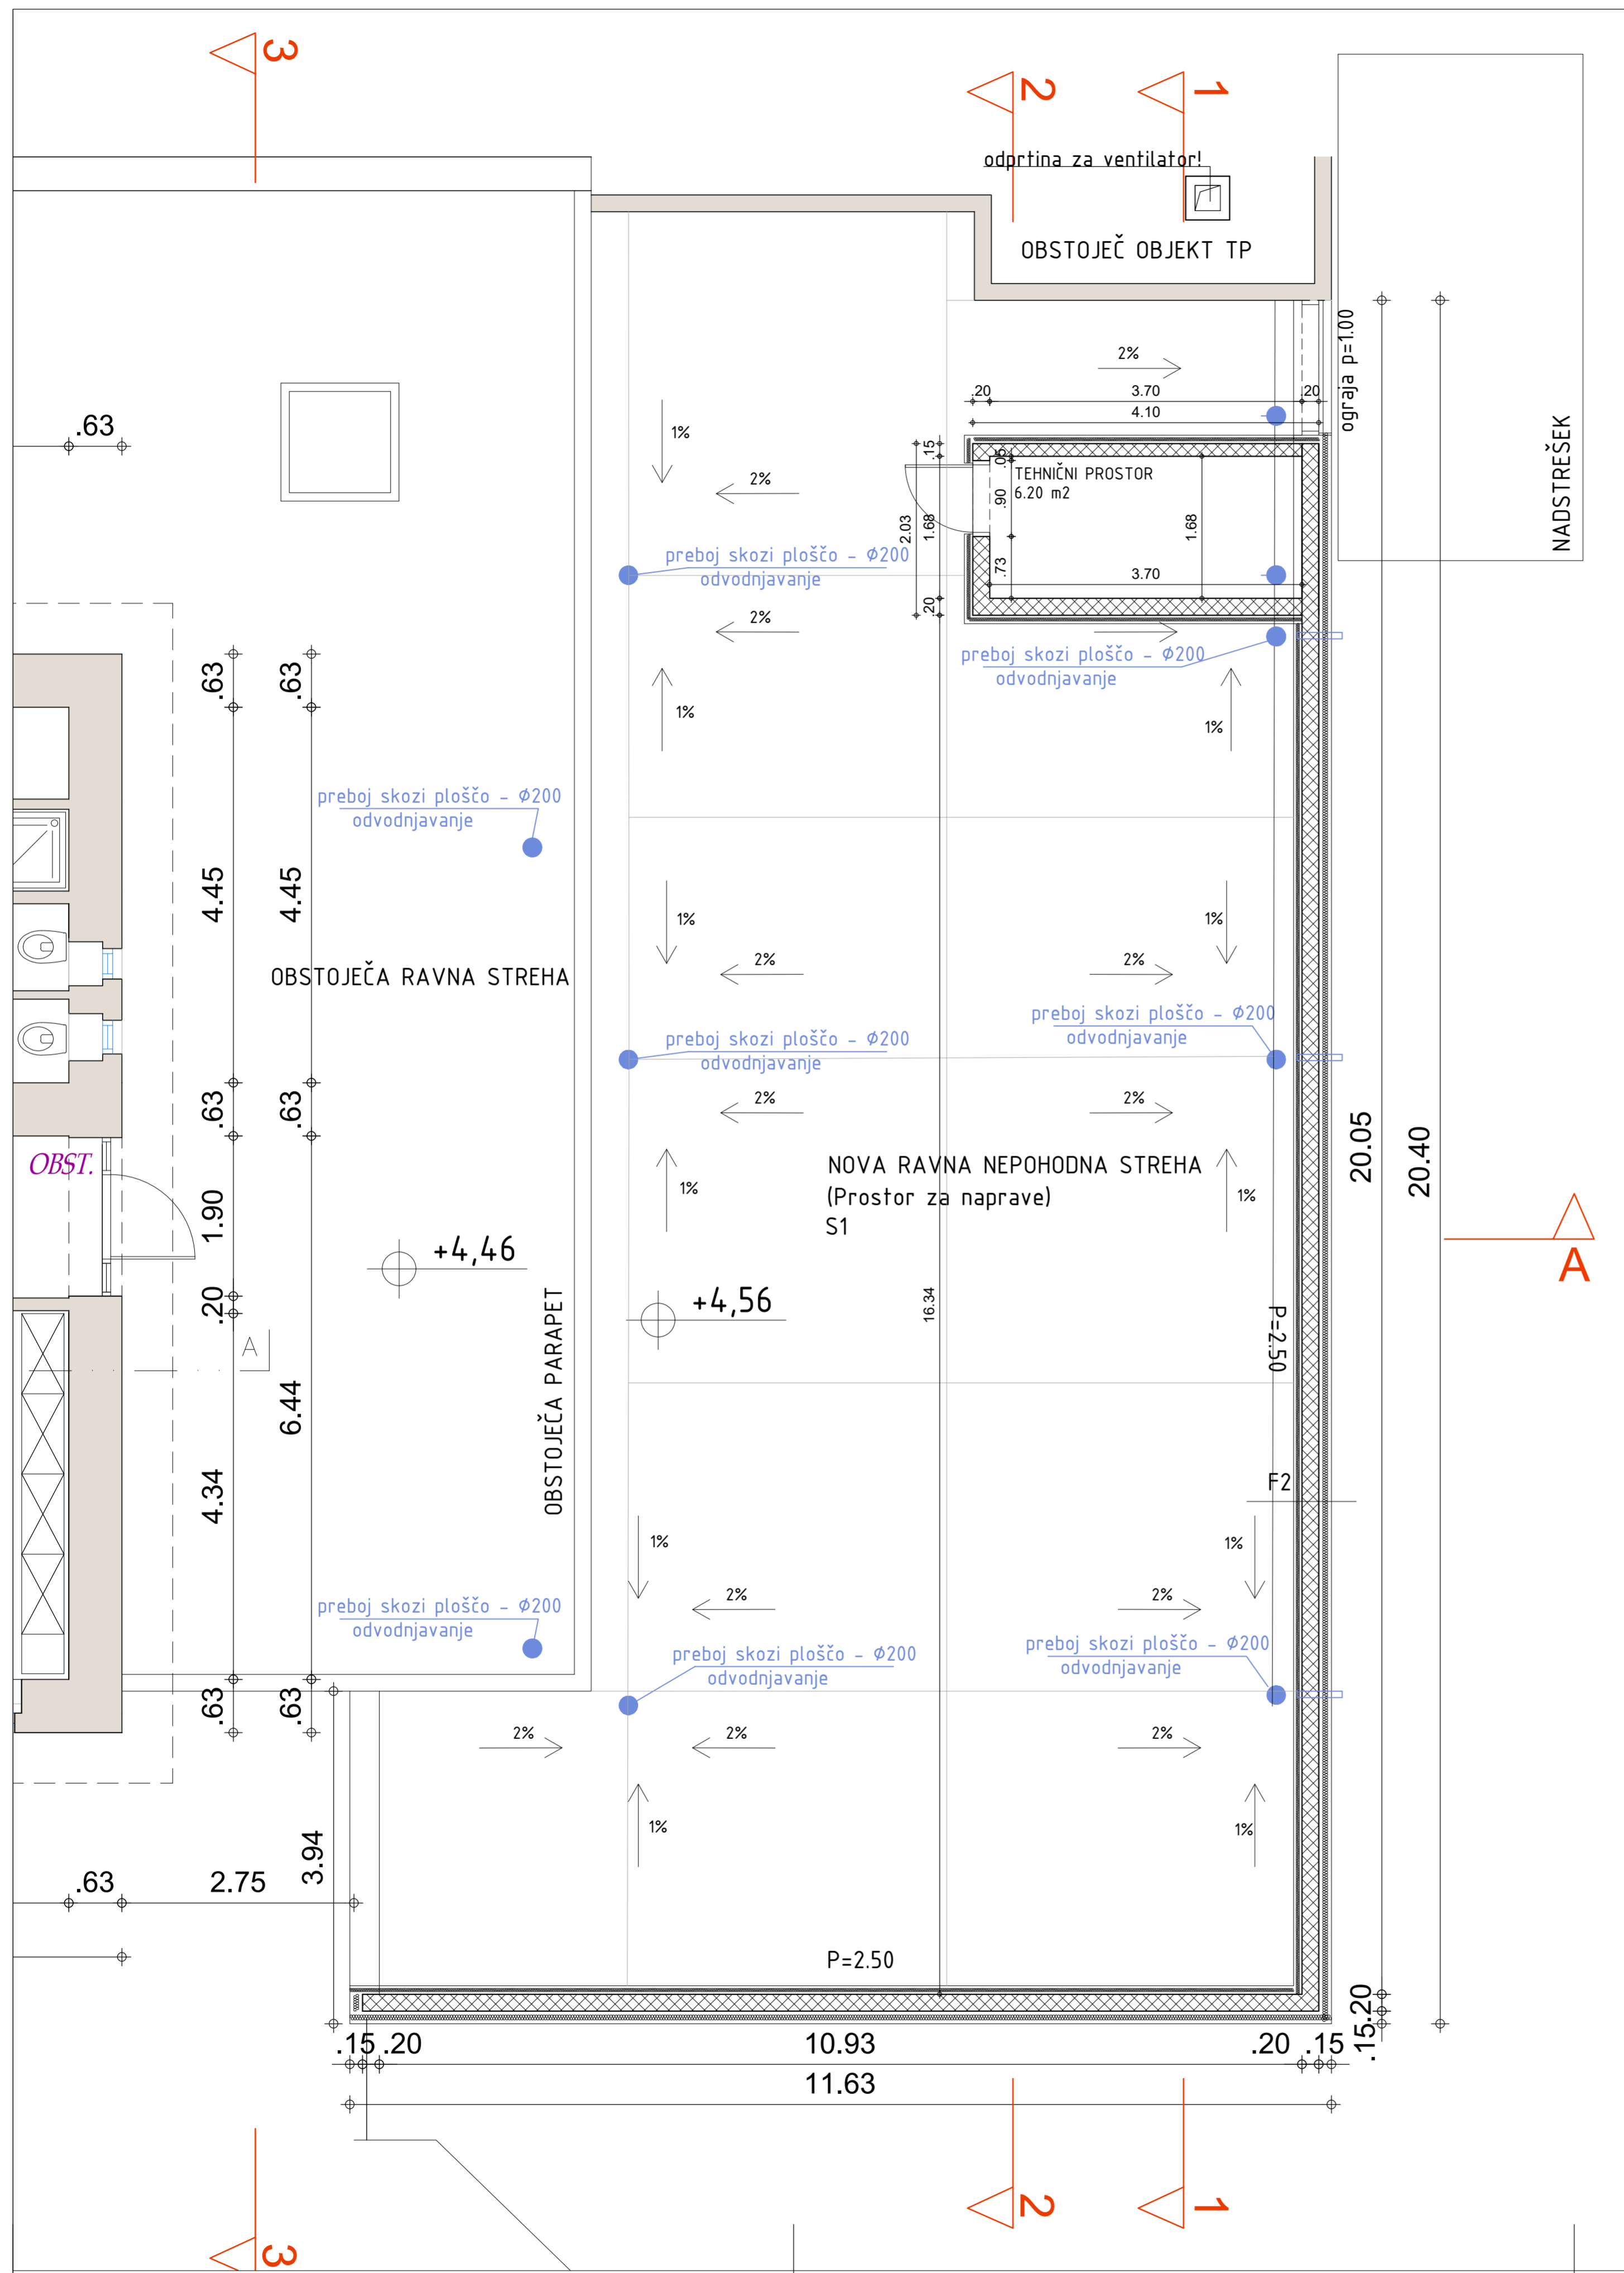 3
2
1
odprtina za ventilator!
OBSTOJEČ OBJEKT TP
ograja p=1.00
NADSTREŠEK
2%
.20
3.70
.20
4.10
.63
1%
2%
.15
.05
TEHNIČNI PROSTOR
6.20 m2
.90
2.03
1.68
1.68
.73
3.70
.20
preboj skozi ploščo - Ø200
odvodnjavanje
2%
preboj skozi ploščo - Ø200
odvodnjavanje
.63
.63
1%
1%
preboj skozi ploščo - Ø200
odvodnjavanje
4.45
4.45
1%
1%
2%
2%
OBSTOJEČA RAVNA STREHA
preboj skozi ploščo - Ø200
odvodnjavanje
preboj skozi ploščo - Ø200
odvodnjavanje
2%
2%
.63
.63
OBST.
NOVA RAVNA NEPOHODNA STREHA
(Prostor za naprave)
S1
1%
1%
20.05
20.40
A
1.90
+4,46
+4,56
.20
16.34
A
OBSTOJEČA PARAPET
P=2.50
6.44
4.34
F2
1%
1%
2%
2%
preboj skozi ploščo - Ø200
odvodnjavanje
preboj skozi ploščo - Ø200
odvodnjavanje
preboj skozi ploščo - Ø200
odvodnjavanje
.63
.63
2%
2%
2%
1%
1%
3.94
.63
2.75
P=2.50
.20
.15
.15
.20
10.93
.20
.15
11.63
2
1
3